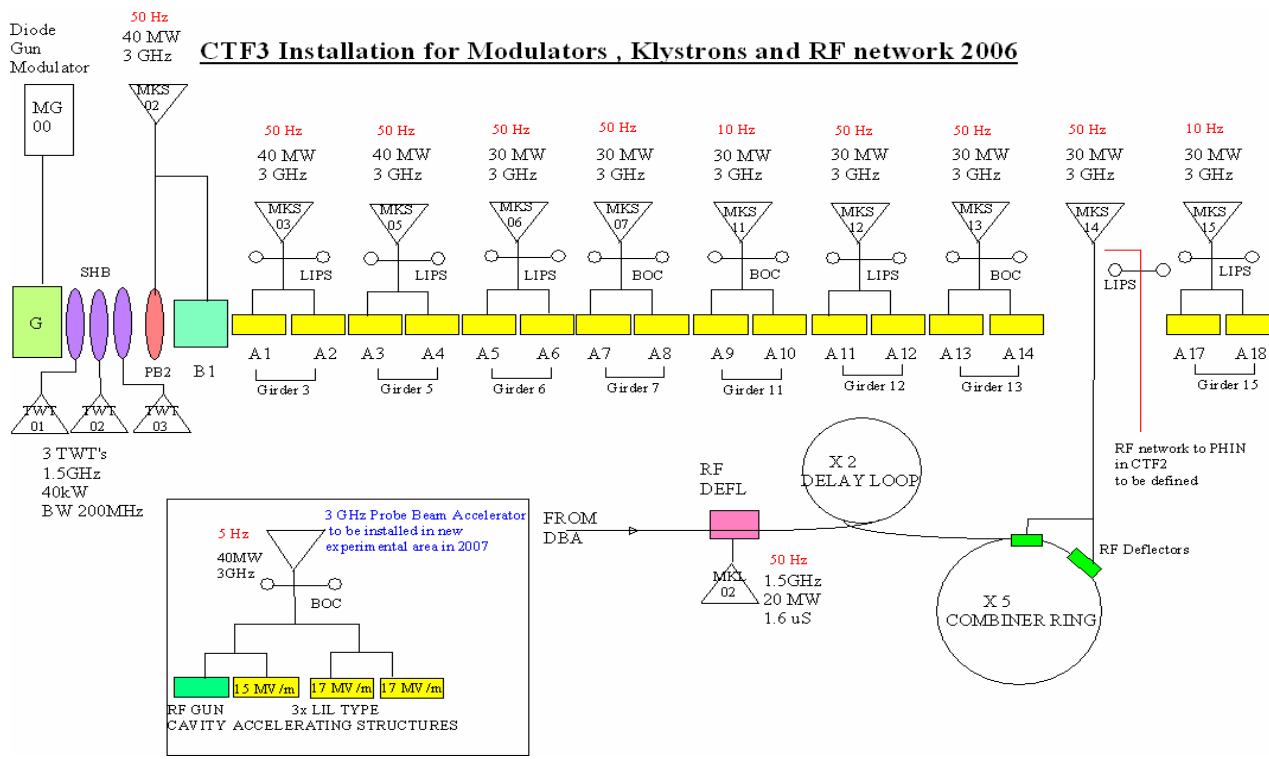 CTF3 Installation for Modulators , Klystrons and RF network 2006
Diode
Gun
Modulator
MG
00
50 Hz
40 MW
3 GHz
MKS
02
50 Hz
40 MW
3 GHz
MKS
03
LIPS
50 Hz
40 MW
3 GHz
MKS
05
LIPS
50 Hz
30 MW
3 GHz
MKS
06
LIPS
50 Hz
30 MW
3 GHz
MKS
07
BOC
10 Hz
30 MW
3 GHz
MKS
11
BOC
50 Hz
30 MW
3 GHz
MKS
12
LIPS
50 Hz
30 MW
3 GHz
MKS
13
BOC
50 Hz
30 MW
3 GHz
MKS
14
LIPS
10 Hz
30 MW
3 GHz
MKS
15
LIPS
SHB
G
PB2
B1
A1 A2
Girder 3
A3 A4
Girder 5
A5 A6
Girder 6
A7 A8
Girder 7
A9 A10
Girder 11
A11 A12
Girder 12
A13 A14
Girder 13
A17 A18
Girder 15
TWT
01
TWT
02
TWT
03
3 TWT's
1.5GHz
40kW
BW 200MHz
RF network to PHIN
in CTF2
to be defined
5 Hz
40MW
3GHz
3 GHz Probe Beam Accelerator
to be installed in new
experimental area in 2007
BOC
15 MV/m
17 MV/m
17 MV/m
RF GUN
CAVITY
3x LIL TYPE
ACCELERATING STRUCTURES
FROM
DBA
RF
DEFL
MKL
02
50 Hz
1.5GHz
20 MW
1.6 uS
X 2
DELAY LOOP
RF Deflectors
X 5
COMBINER RING